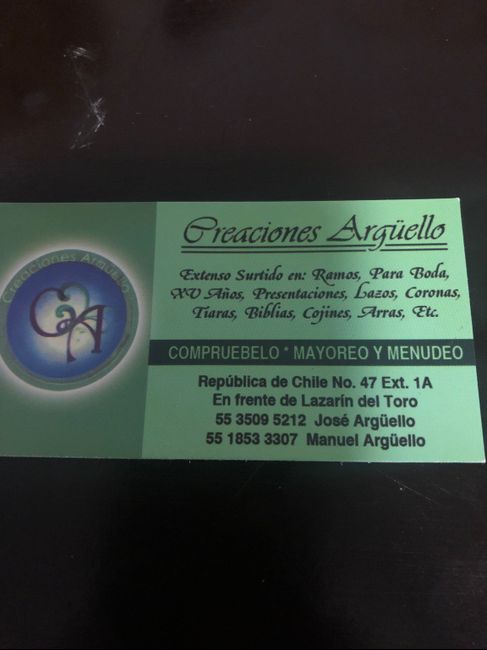 Creaciones Argüello
CA
Creaciones Argüello
Extenso Surtido en: Ramos, Para Boda,
XV Años, Presentaciones, Lazos, Coronas,
Tiaras, Biblias, Cojines, Arras, Etc.
COMPRUEBELO * MAYOREO Y MENUDEO
República de Chile No. 47 Ext. 1A
En frente de Lazarín del Toro
55 3509 5212 José Argüello
55 1853 3307 Manuel Argüello